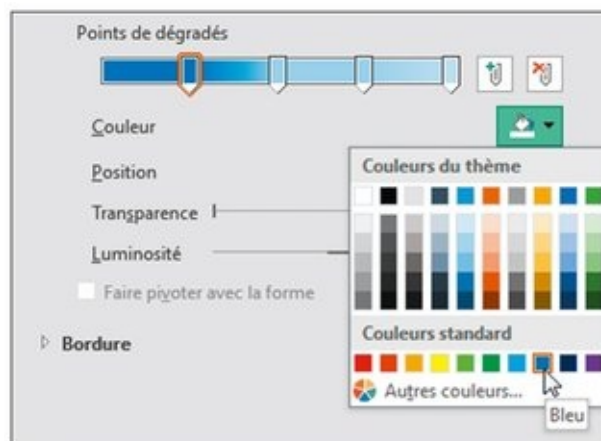 Points de dégradés
Couleur
Position
Transparence
Luminosité
Faire pivoter avec la forme
Bordure
Couleurs du thème
Couleurs standard
Autres couleurs...
Bleu